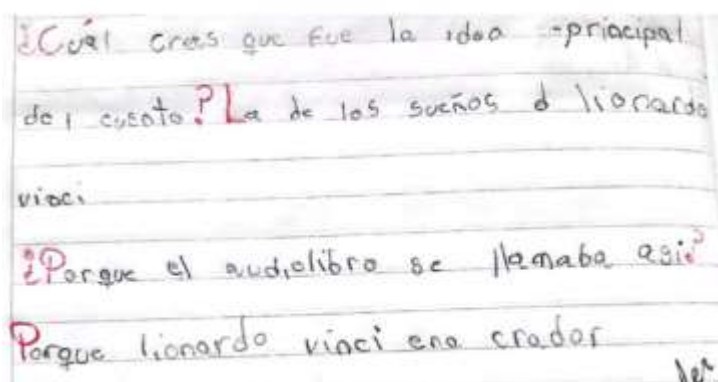 ¿Cuál crees que fue la idea -principal
del cuento? La de los sueños d lionardo
vinci
¿Porque el audiolibro se llamaba asi?
Porque lionardo vinci era crador